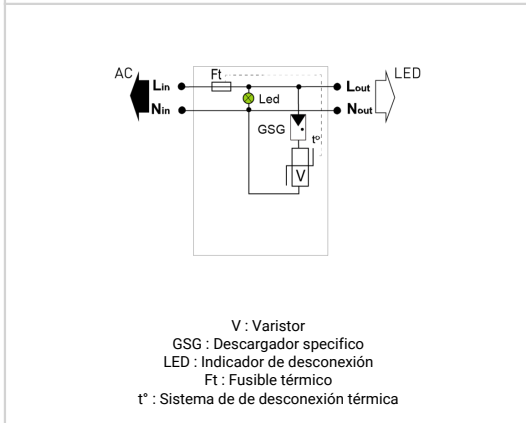 AC
Ft
LED
Lin
Lout
Led
Nin
Nout
GSG
t°
V
V : Varistor
GSG : Descargador specifico
LED : Indicador de desconexión
Ft : Fusible térmico
t° : Sistema de de desconexión térmica